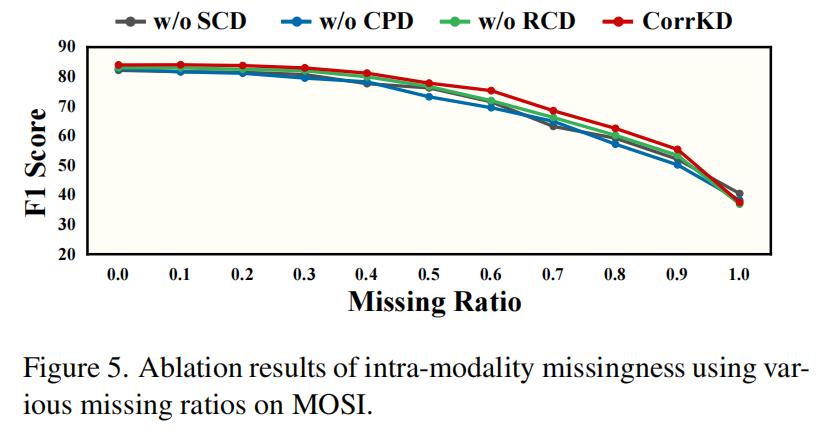 w/o SCD w/o CPD w/o RCD CorrKD
90
80
70
60
50
40
30
20
F1 Score
0.0 0.1 0.2 0.3 0.4 0.5 0.6 0.7 0.8 0.9 1.0
Missing Ratio
Figure 5. Ablation results of intra-modality missingness using var-
ious missing ratios on MOSI.